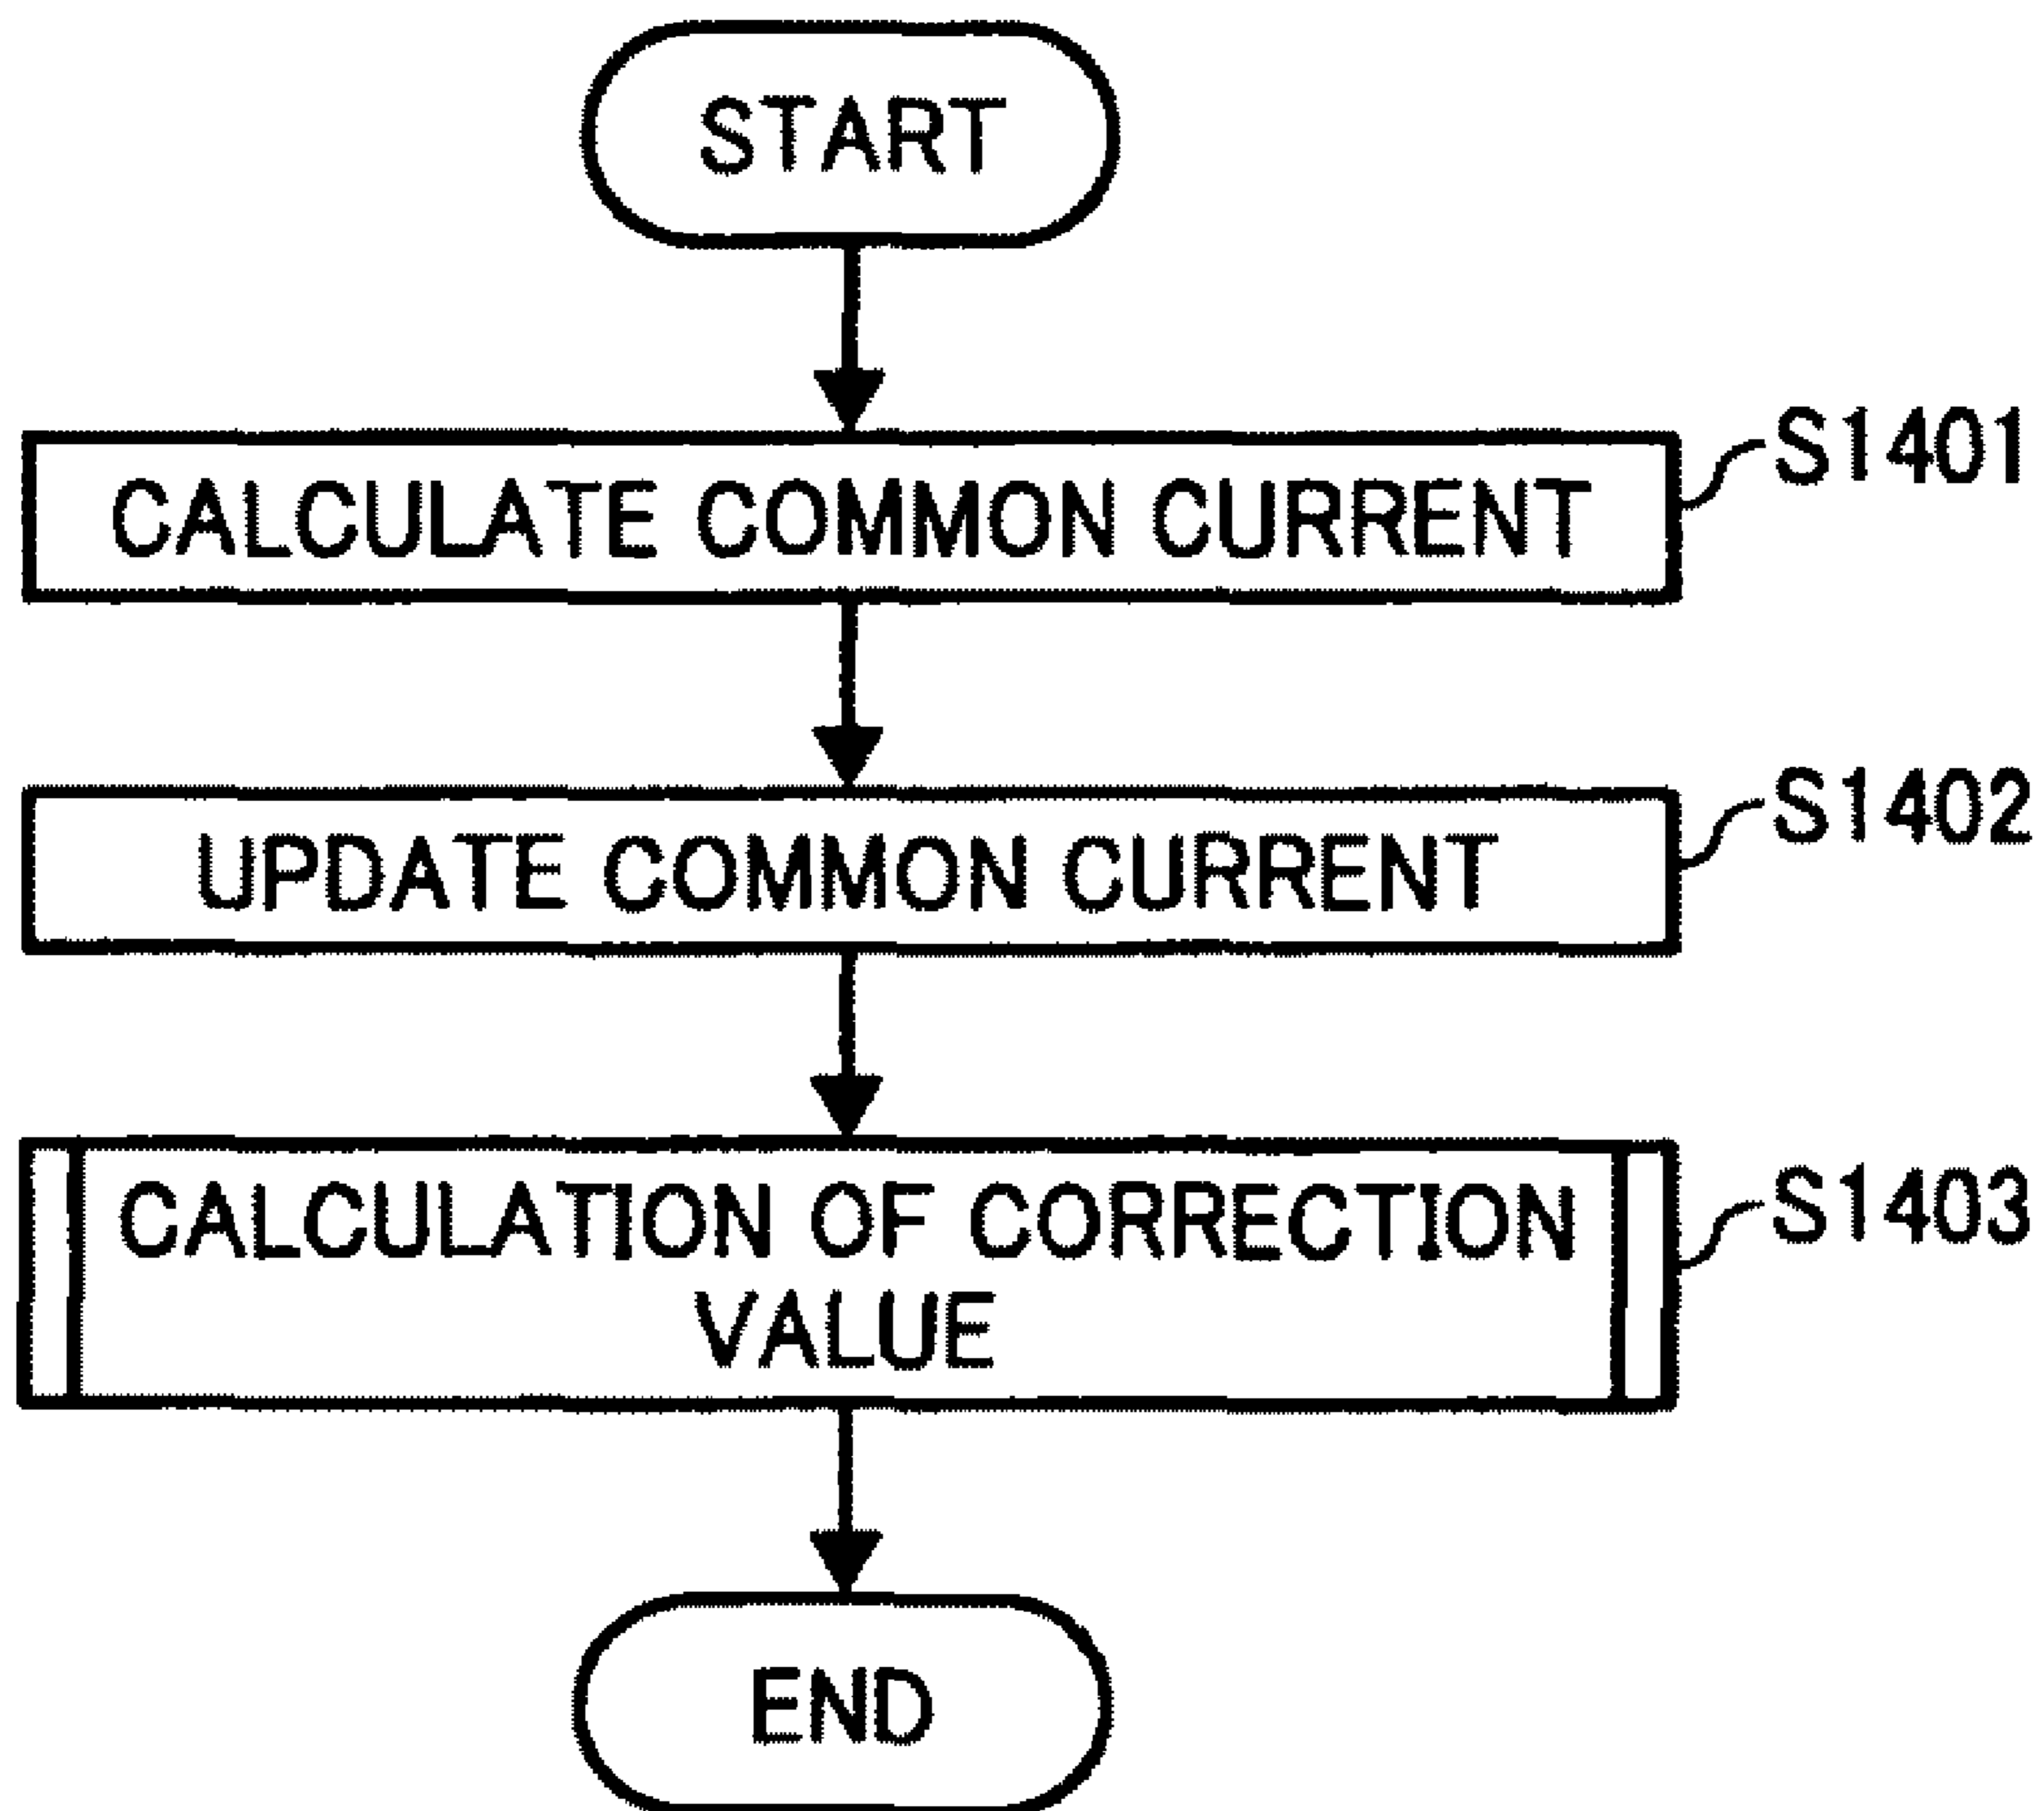 START
CALCULATE COMMON CURRENT
S1401
UPDATE COMMON CURRENT
S1402
CALCULATION OF CORRECTION
VALUE
S1403
END